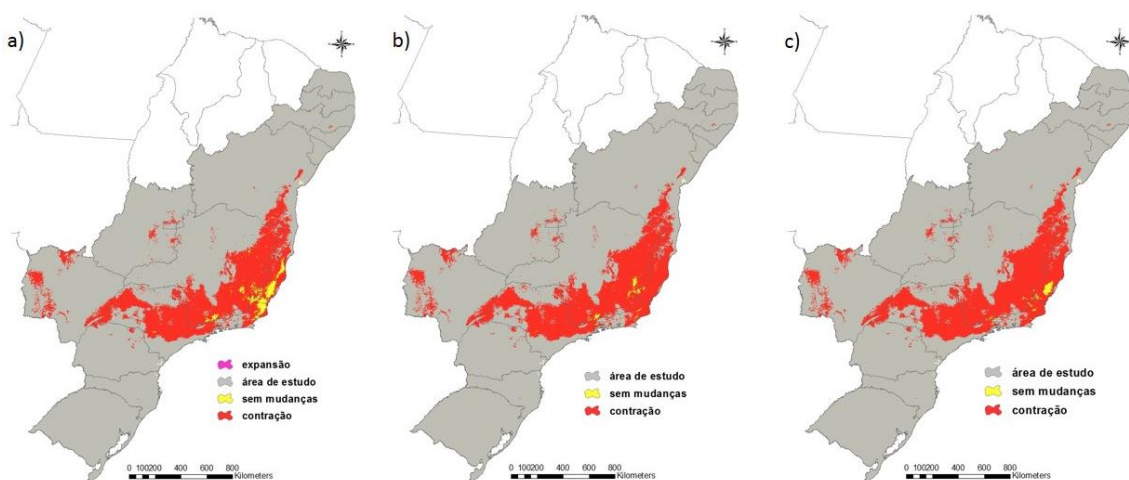 a)
expansão
área de estudo
sem mudanças
contração
0 100200 400 600 800
Kilometers
b)
área de estudo
sem mudanças
contração
0 100200 400 600 800
Kilometers
c)
área de estudo
sem mudanças
contração
0 100200 400 600 800
Kilometers